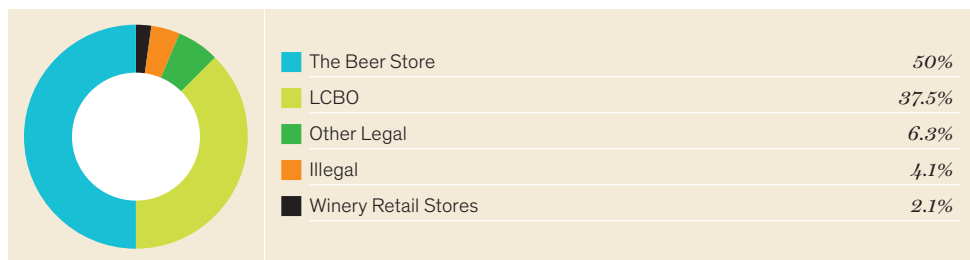 The Beer Store 50%
LCBO 37.5%
Other Legal 6.3%
Illegal 4.1%
Winery Retail Stores 2.1%